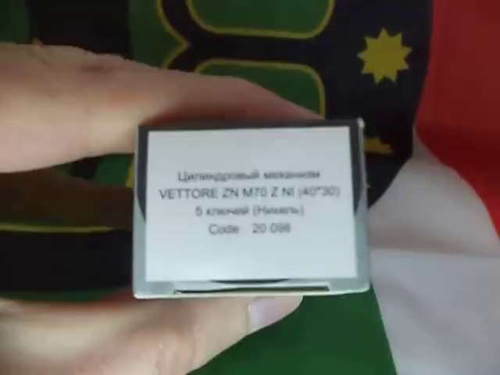 Цилиндровый механизм
VETTORE ZN M70 Z NI (40*30)
5 ключей (Никель)
Code 20 098